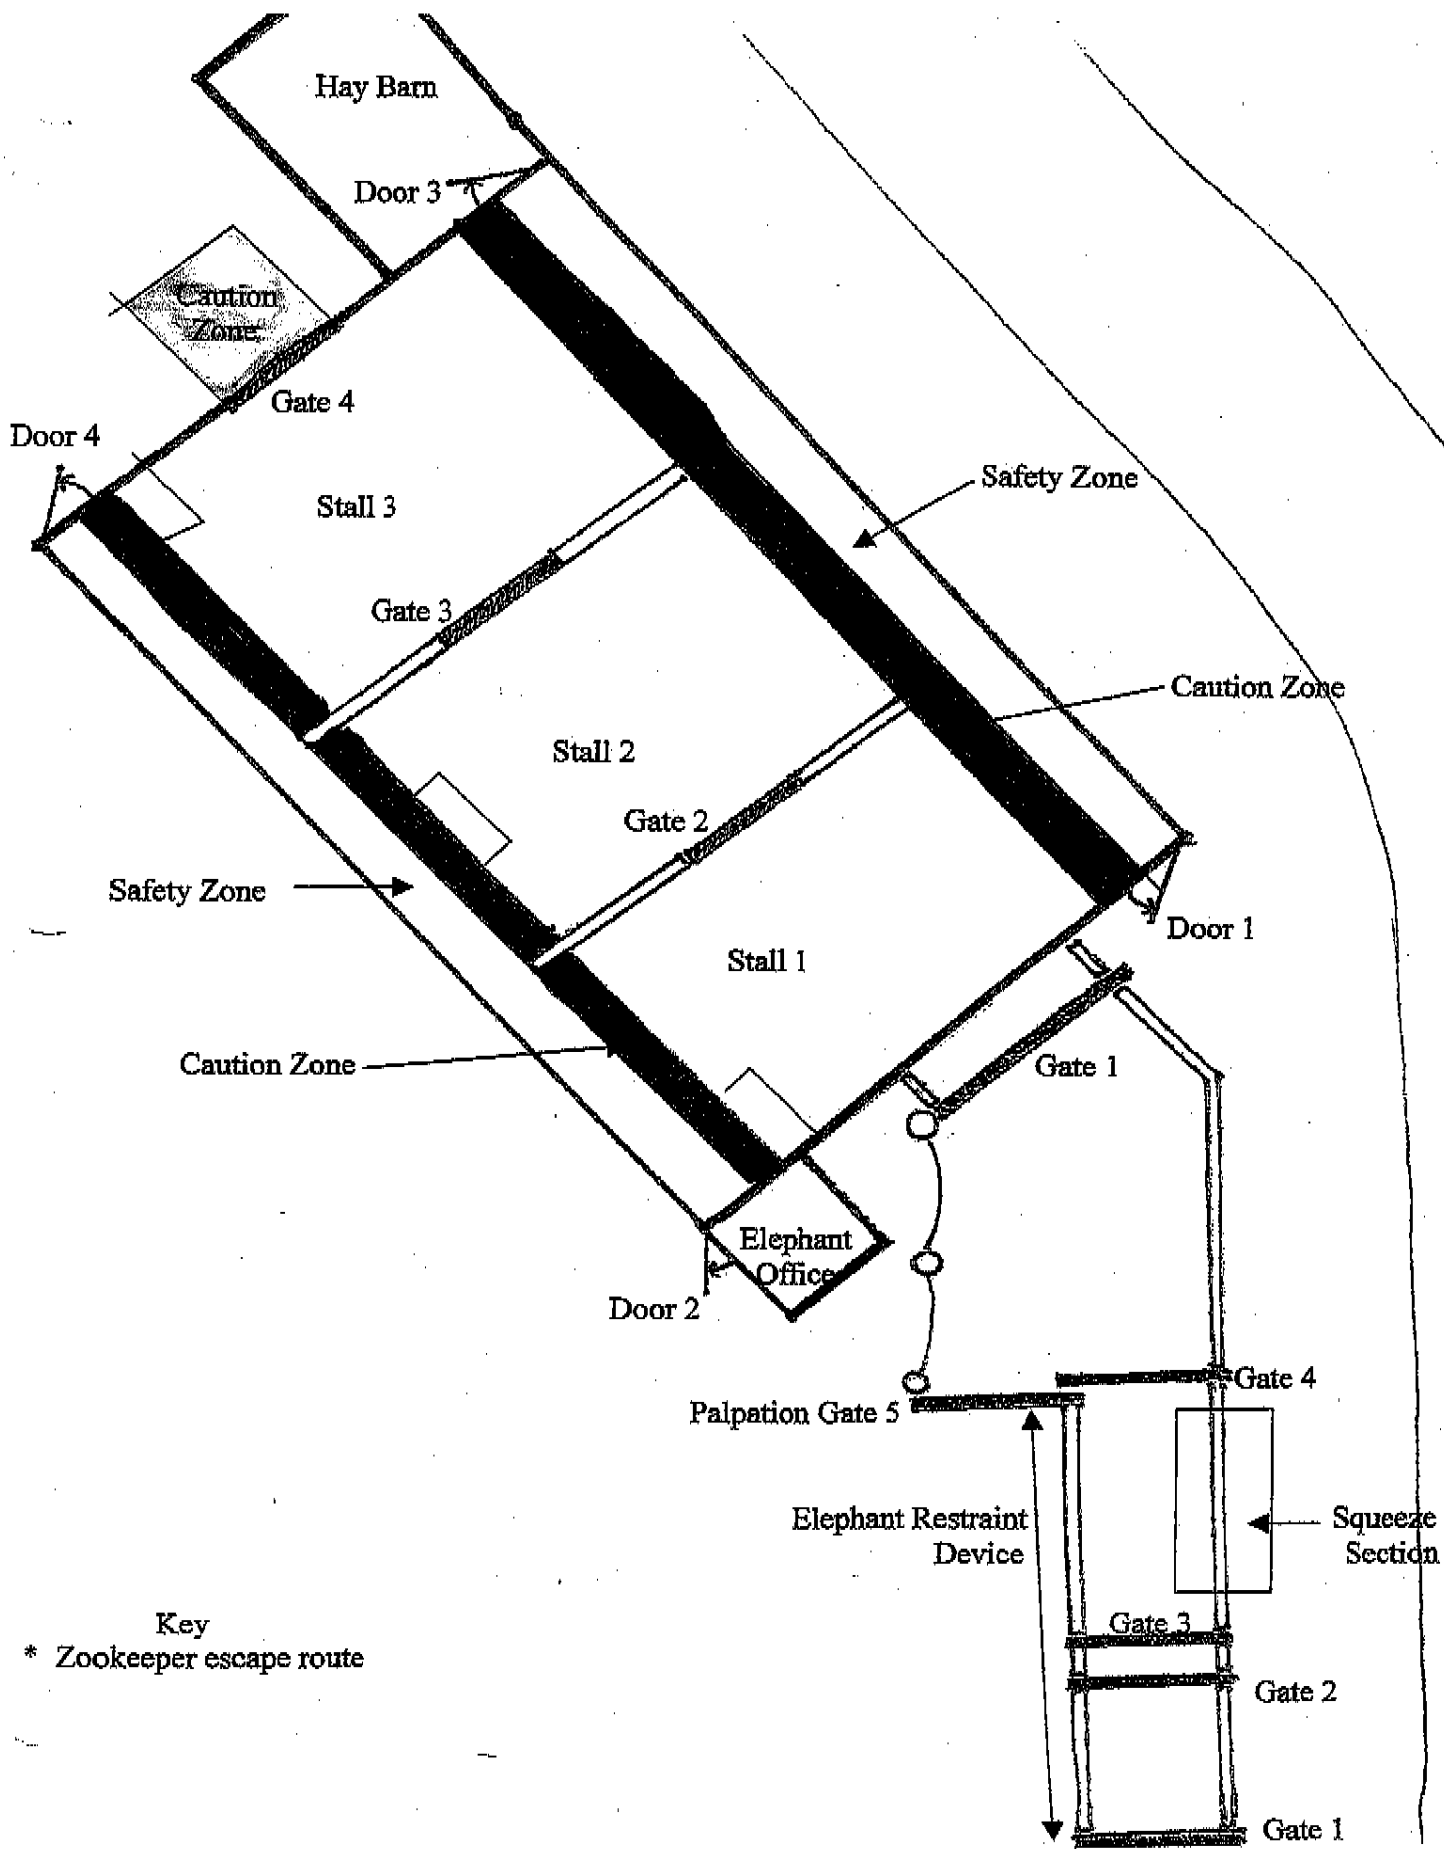 Hay Barn
Door 3
Caution
Zone
Gate 4
Door 4
Safety Zone
Stall 3
Gate 3
Caution Zone
Stall 2
Gate 2
Safety Zone
Door 1
Stall 1
Caution Zone
Gate 1
Elephant
Office
Door 2
Gate 4
Palpation Gate 5
Elephant Restraint
Device
Squeeze
Section
Key
* Zookeeper escape route
Gate 3
Gate 2
Gate 1